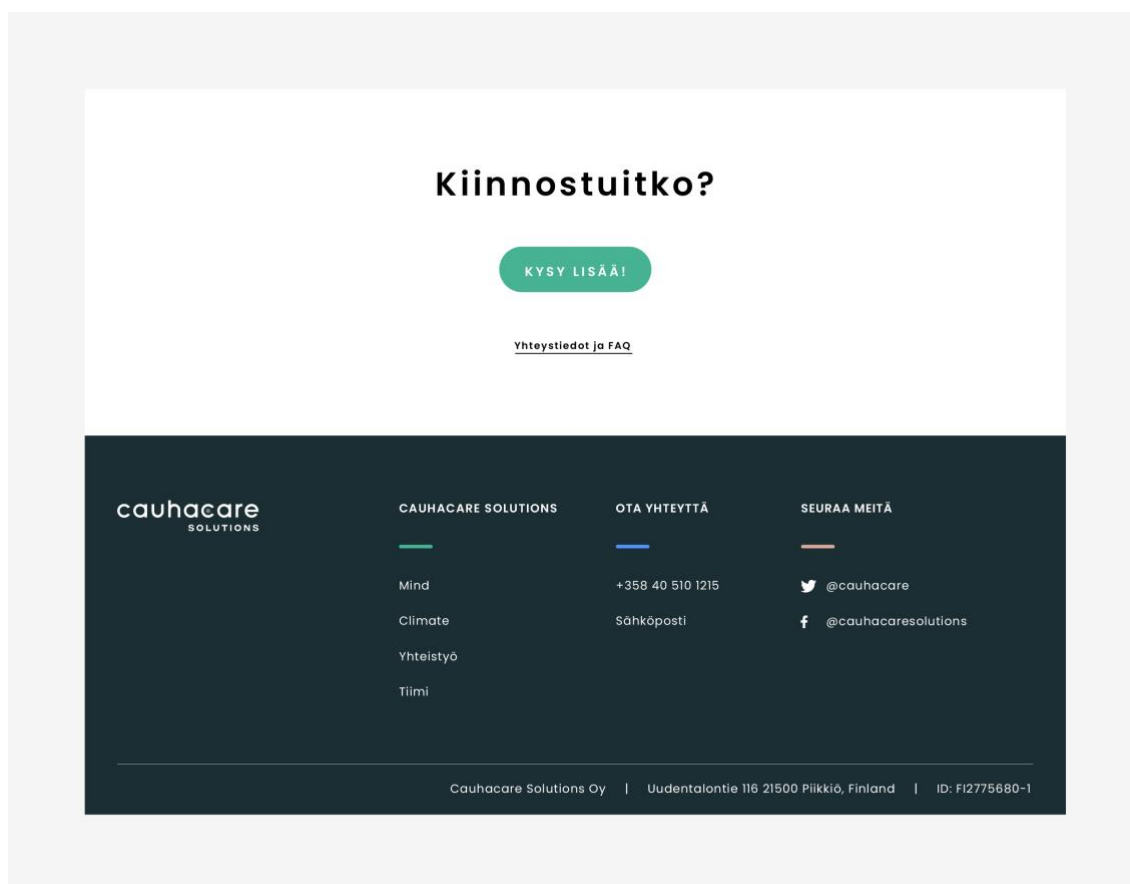 Kiinnostuitko?
KYSY LISÄÄ!
Yhteystiedot ja FAQ
cauhacare
SOLUTIONS
CAUHACARE SOLUTIONS
Mind
Climate
Yhteistyö
Tiimi
OTA YHTEYTTÄ
+358 40 510 1215
Sähköposti
SEURAA MEITÄ
@cauhacare
@cauhacaresolutions
Cauhacare Solutions Oy | Uudentalontie 116 21500 Piikkiö, Finland | ID: FI2775680-1